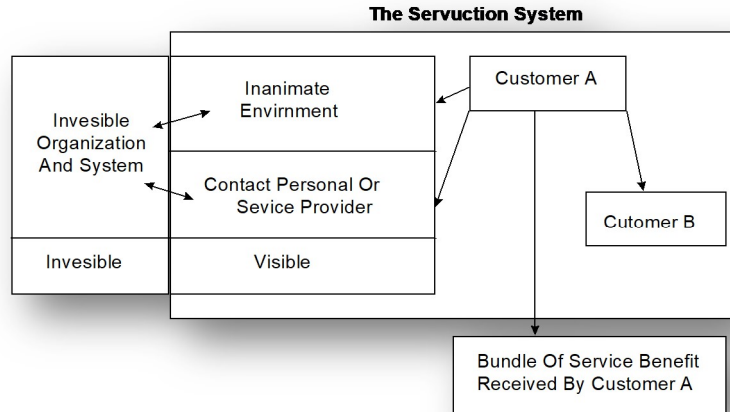 The Servuction System
Invesible
Organization
And System
Inanimate
Envirnment
Contact Personal Or
Sevice Provider
Invesible
Visible
Customer A
Cutomer B
Bundle Of Service Benefit
Received By Customer A